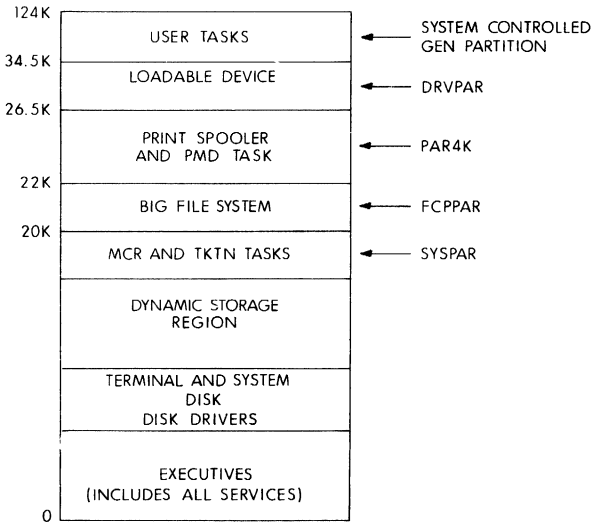 124K
USER TASKS
SYSTEM CONTROLLED
GEN PARTITION
34.5K
LOADABLE DEVICE
DRVPAR
26.5K
PRINT SPOOLER
AND PMD TASK
PAR4K
22K
BIG FILE SYSTEM
FCPPAR
20K
MCR AND TKTN TASKS
SYSPAR
DYNAMIC STORAGE
REGION
TERMINAL AND SYSTEM
DISK
DISK DRIVERS
EXECUTIVES
(INCLUDES ALL SERVICES)
0